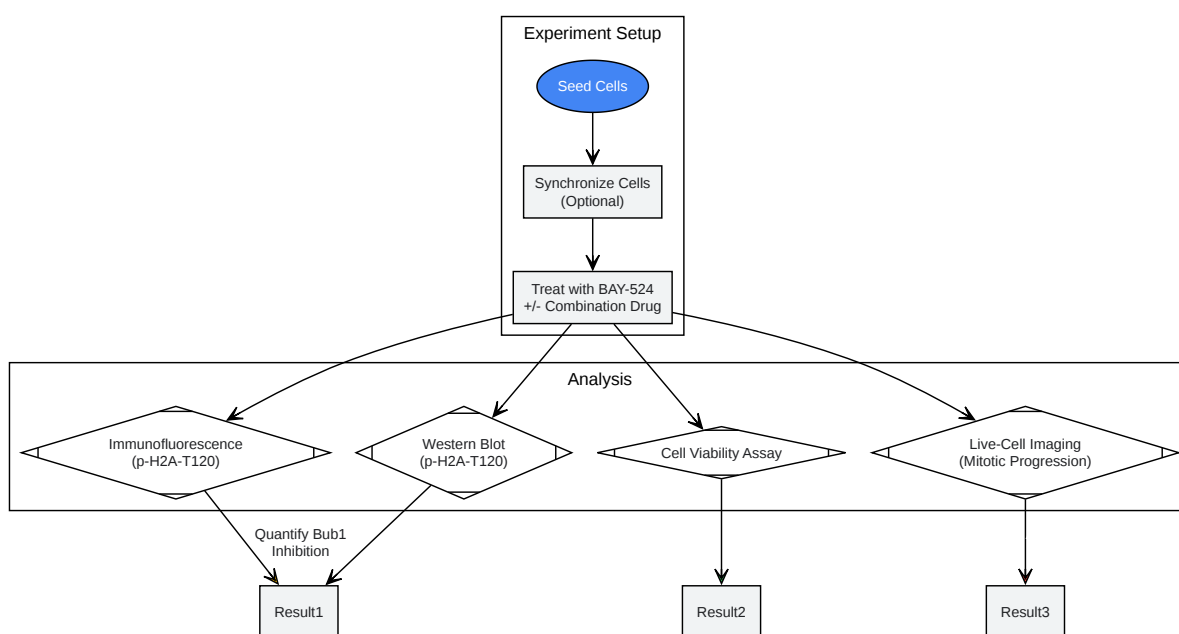 Experiment Setup
Seed Cells
Synchronize Cells
(Optional)
Treat with BAY-524
+/- Combination Drug
Analysis
Immunofluorescence
(p-H2A-T120)
Western Blot
(p-H2A-T120)
Cell Viability Assay
Live-Cell Imaging
(Mitotic Progression)
Quantify Bub1
Inhibition
Result1
Result2
Result3